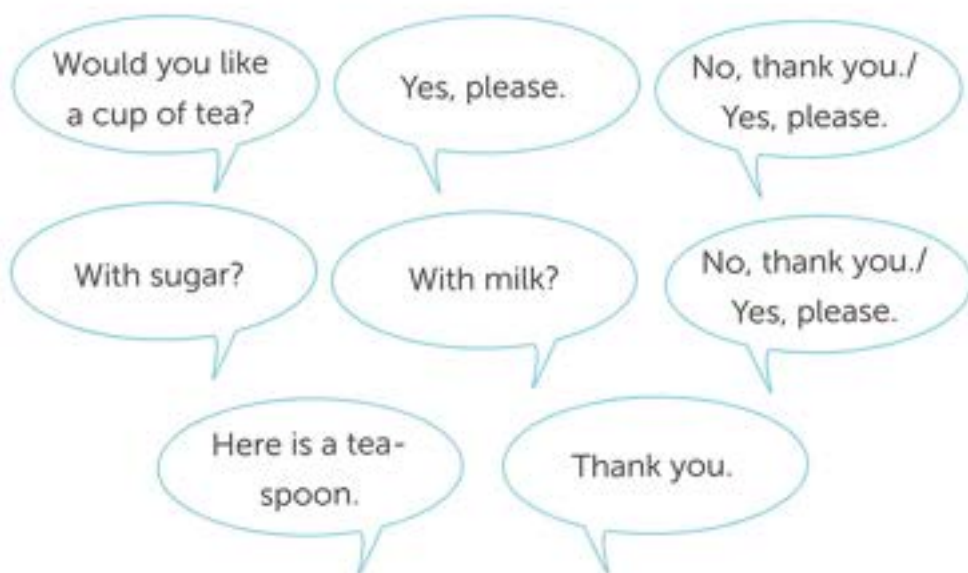 Would you like
a cup of tea?
Yes, please.
No, thank you./
Yes, please.
With sugar?
With milk?
No, thank you./
Yes, please.
Here is a tea-
spoon.
Thank you.